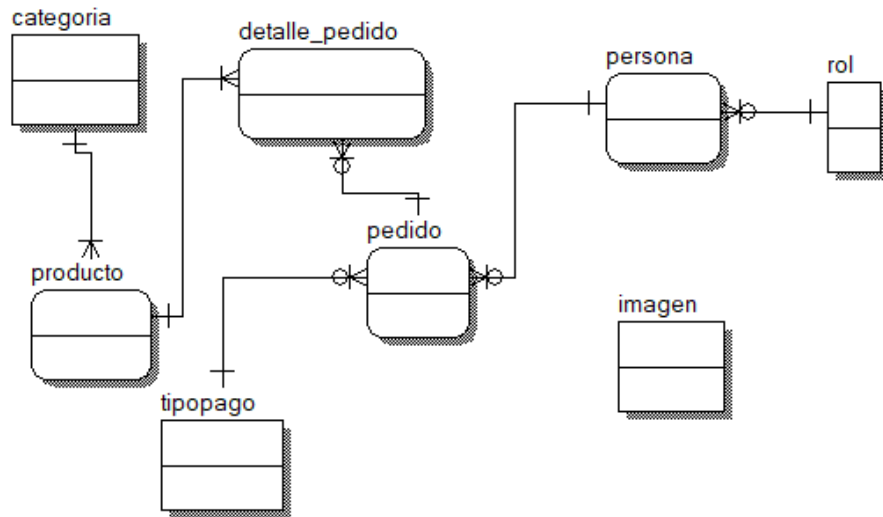 categoria
detalle_pedido
persona
rol
pedido
producto
imagen
tipopago